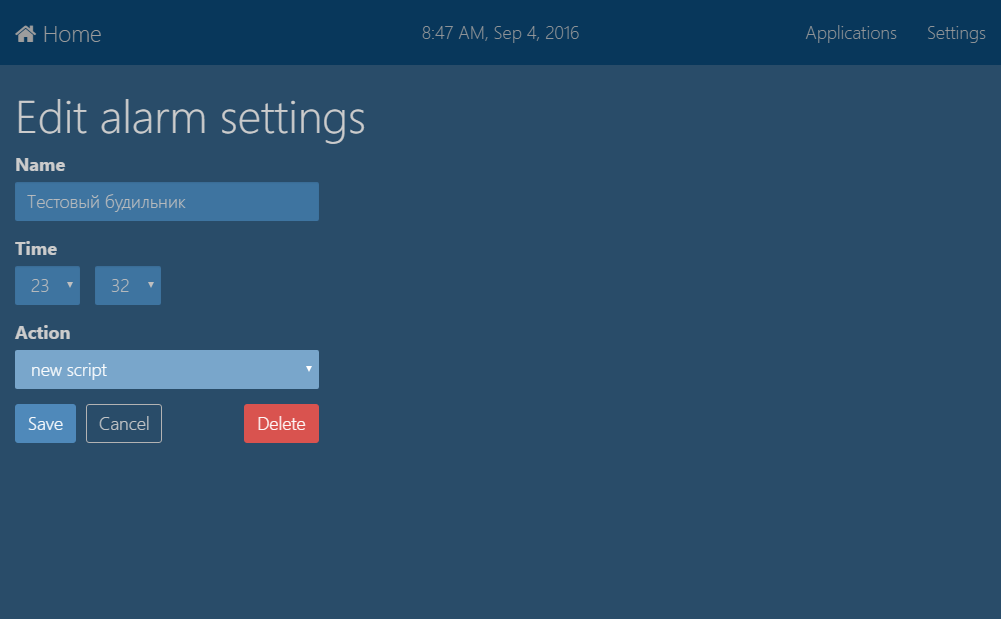 Home 8:47 AM, Sep 4, 2016 Applications Settings
Edit alarm settings
Name
Тестовый будильник
Time
23 32
Action
new script
Save Cancel Delete